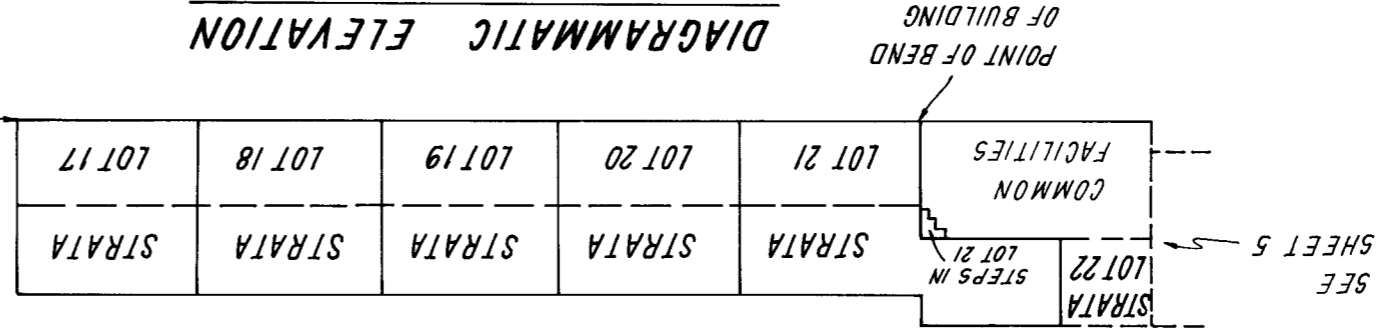 STRATA
LOT 22
SEE
SHEET 5
STEPS IN
LOT 21
STRATA
LOT 21
STRATA
LOT 20
STRATA
LOT 19
STRATA
LOT 18
STRATA
LOT 17
COMMON
FACILITIES
POINT OF BEND
OF BUILDING
DIAGRAMMATIC ELEVATION